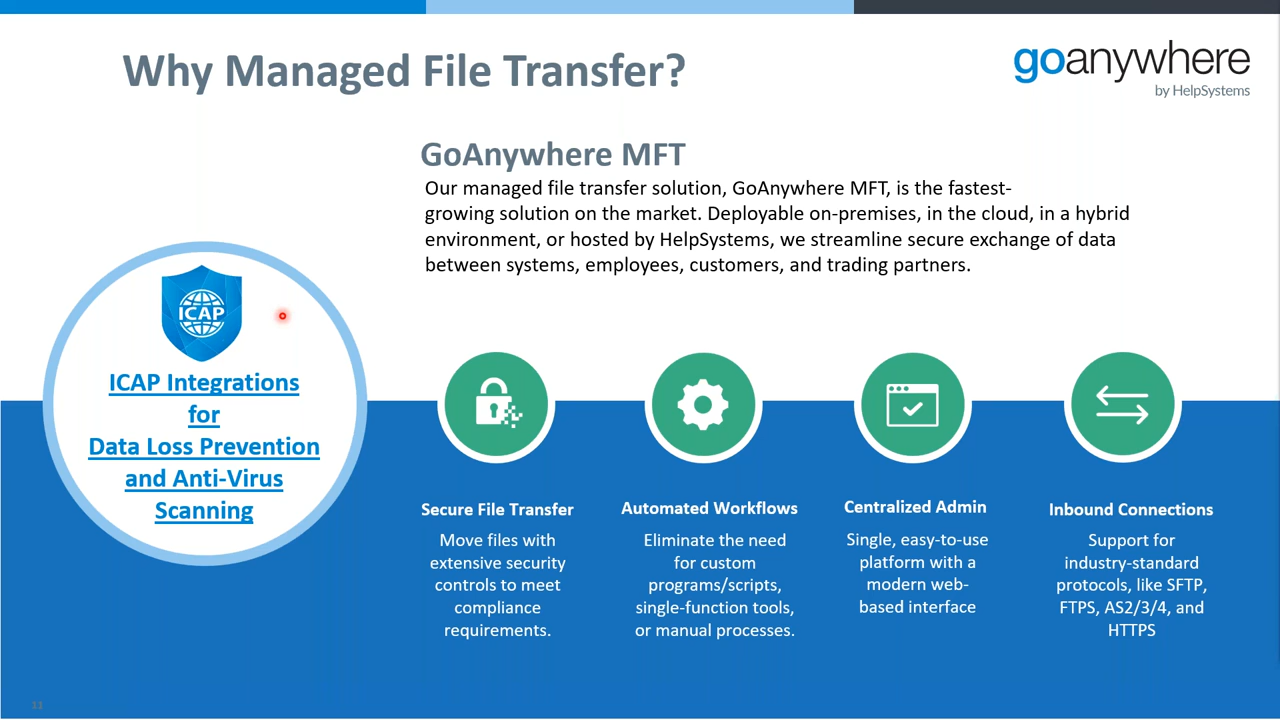 Why Managed File Transfer?
goanywhere
by HelpSystems
GoAnywhere MFT
Our managed file transfer solution, GoAnywhere MFT, is the fastest-
growing solution on the market. Deployable on-premises, in the cloud, in a hybrid
environment, or hosted by HelpSystems, we streamline secure exchange of data
between systems, employees, customers, and trading partners.
ICAP
ICAP Integrations
for
Data Loss Prevention
and Anti-Virus
Scanning
Secure File Transfer
Move files with
extensive security
controls to meet
compliance
requirements.
Automated Workflows
Eliminate the need
for custom
programs/scripts,
single-function tools,
or manual processes.
Centralized Admin
Single, easy-to-use
platform with a
modern web-
based interface
Inbound Connections
Support for
industry-standard
protocols, like SFTP,
FTPS, AS2/3/4, and
HTTPS
11